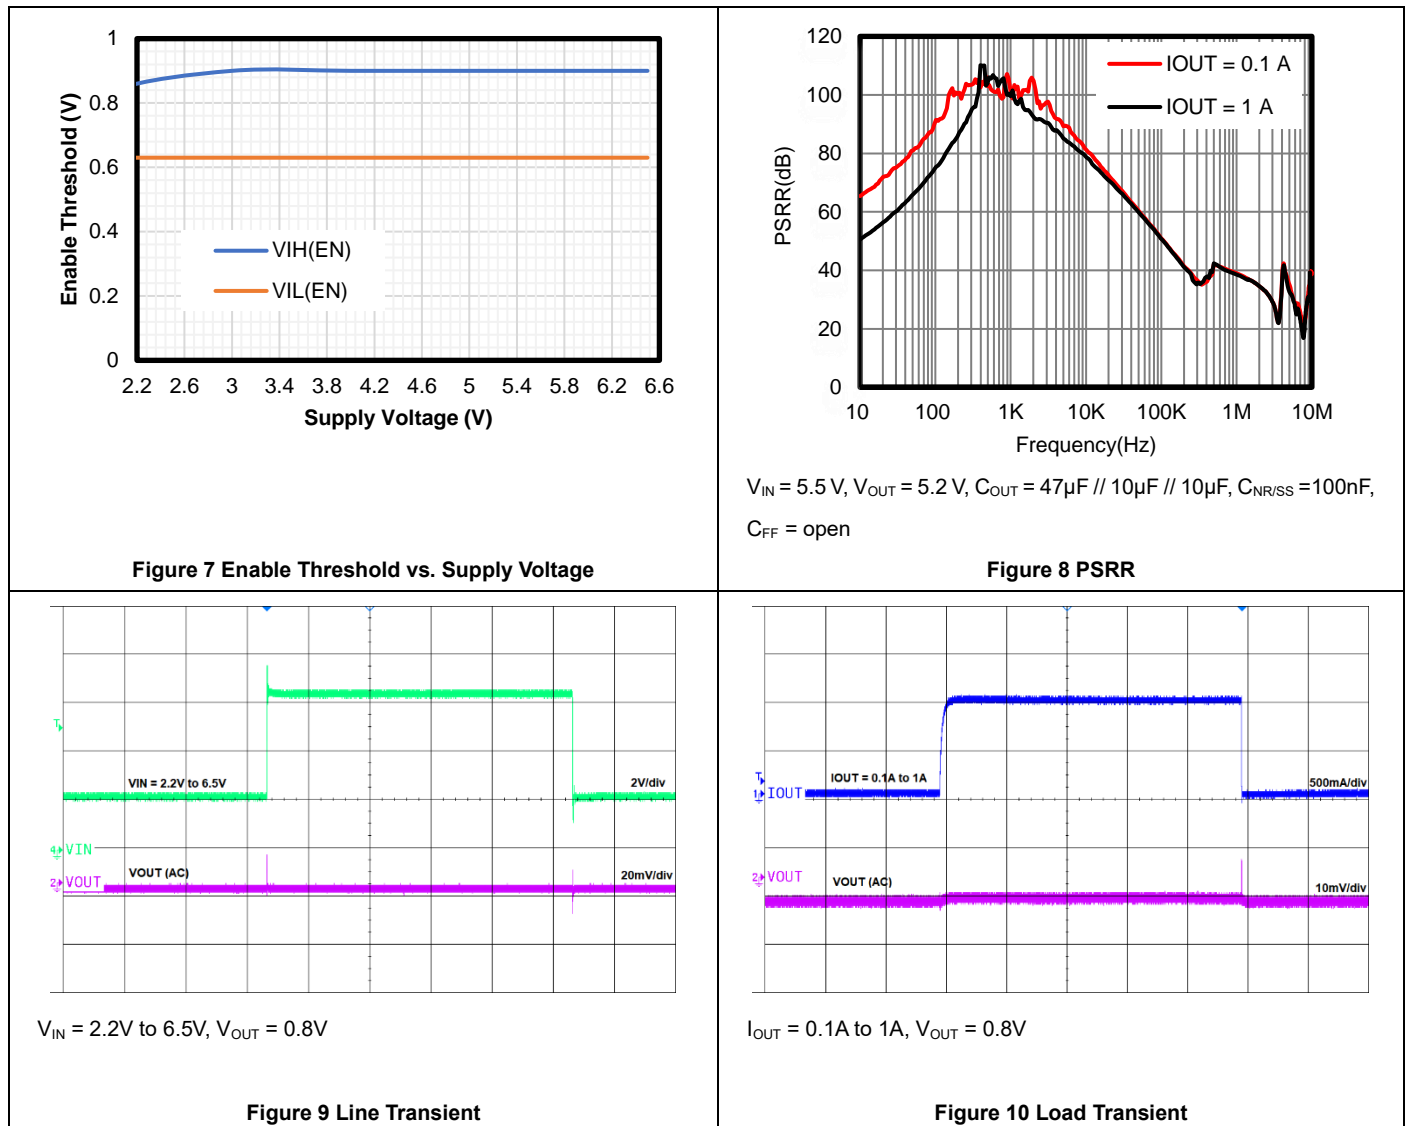 1
0.8
0.6
0.4
0.2
0
Enable Threshold (V)
VIH(EN)
VIL(EN)
2.2 2.6 3 3.4 3.8 4.2 4.6 5 5.4 5.8 6.2 6.6
Supply Voltage (V)
Figure 7 Enable Threshold vs. Supply Voltage
120
100
80
60
40
20
0
PSRR(dB)
IOUT = 0.1 A
IOUT = 1 A
10 100 1K 10K 100K 1M 10M
Frequency(Hz)
VIN = 5.5 V, VOUT = 5.2 V, COUT = 47µF // 10µF // 10µF, CNR/SS =100nF,
CFF = open
Figure 8 PSRR
T
VIN = 2.2V to 6.5V
2V/div
4 VIN
VOUT (AC)
20mV/div
2 VOUT
VIN = 2.2V to 6.5V, VOUT = 0.8V
Figure 9 Line Transient
T
IOUT = 0.1A to 1A
500mA/div
1 IOUT
2 VOUT
VOUT (AC)
10mV/div
IOUT = 0.1A to 1A, VOUT = 0.8V
Figure 10 Load Transient